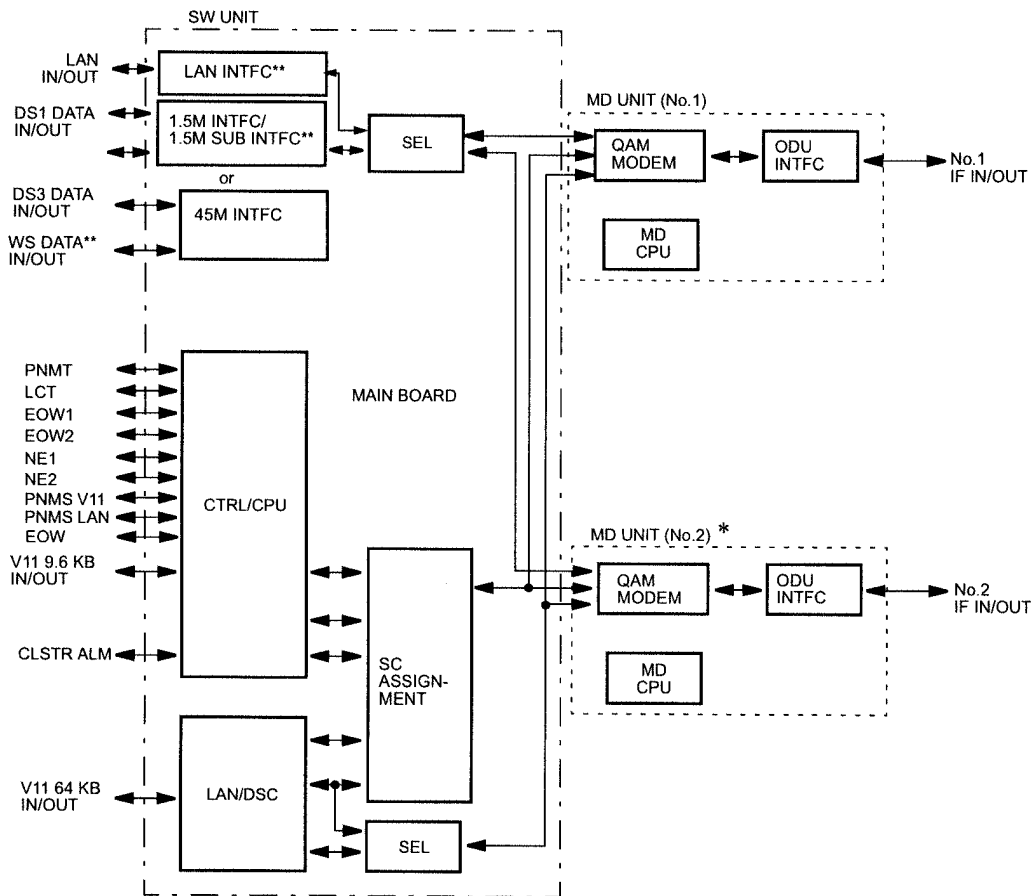 SW UNIT
LAN
IN/OUT
LAN INTFC**
DS1 DATA
IN/OUT
1.5M INTFC/
1.5M SUB INTFC**
SEL
or
DS3 DATA
IN/OUT
45M INTFC
WS DATA**
IN/OUT
MD UNIT (No.1)
QAM
MODEM
ODU
INTFC
No.1
IF IN/OUT
MD
CPU
PNMT
LCT
EOW1
EOW2
NE1
NE2
PNMS V11
PNMS LAN
EOW
V11 9.6 KB
IN/OUT
CLSTR ALM
CTRL/CPU
MAIN BOARD
SC
ASSIGN-
MENT
MD UNIT (No.2) *
QAM
MODEM
ODU
INTFC
No.2
IF IN/OUT
MD
CPU
V11 64 KB
IN/OUT
LAN/DSC
SEL